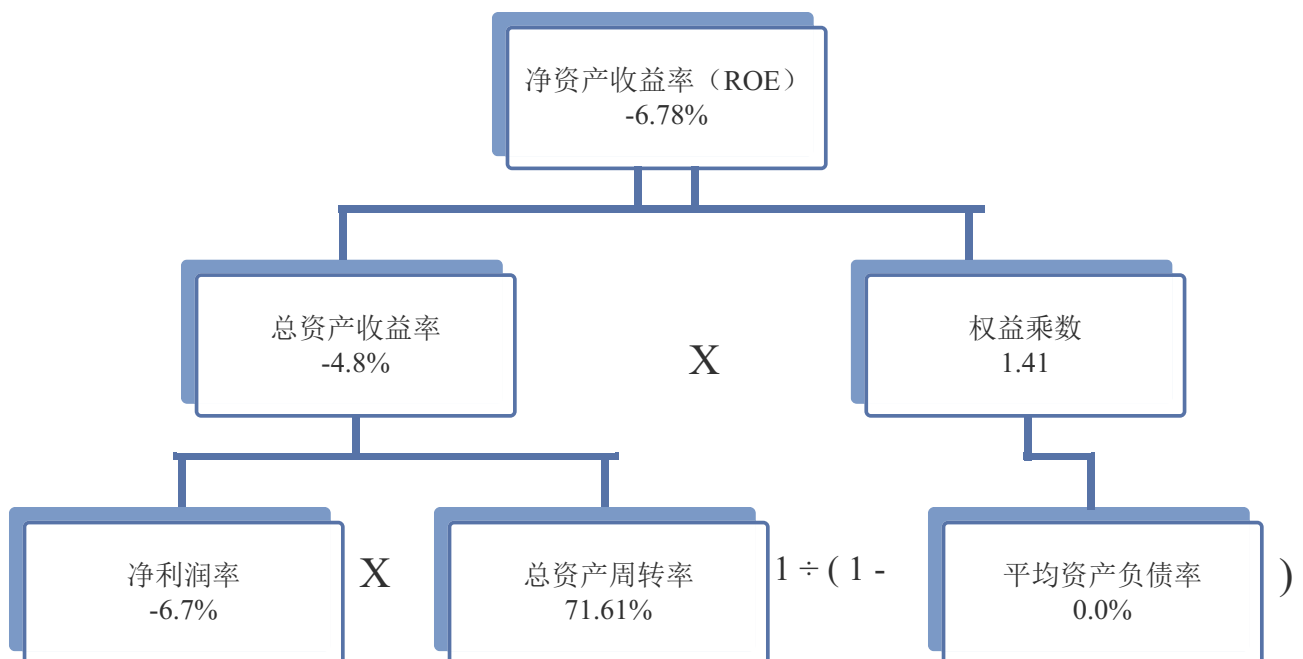 净资产收益率（ROE）
-6.78%
总资产收益率
-4.8%
X
权益乘数
1.41
净利润率
-6.7%
X
总资产周转率
71.61%
1 ÷ ( 1 -
平均资产负债率
0.0%
)